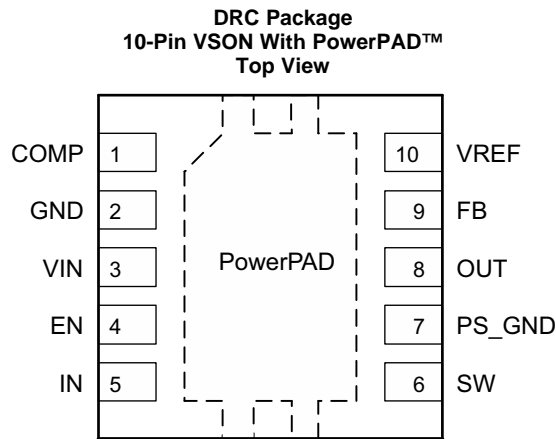 DRC Package
10-Pin VSON With PowerPAD™
Top View
COMP 1
10 VREF
GND 2
9 FB
VIN 3
PowerPAD
8 OUT
EN 4
7 PS_GND
IN 5
6 SW